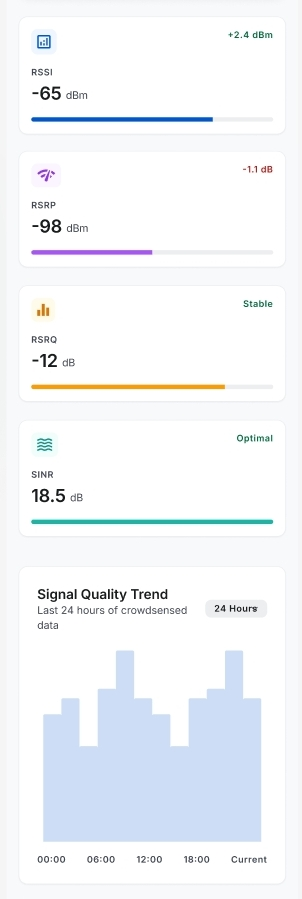 +2.4 dBm
RSSI
-65 dBm
-1.1 dB
RSRP
-98 dBm
Stable
RSRQ
-12 dB
Optimal
SINR
18.5 dB
Signal Quality Trend
Last 24 hours of crowdsensed
data
24 Hours
00:00 06:00 12:00 18:00 Current